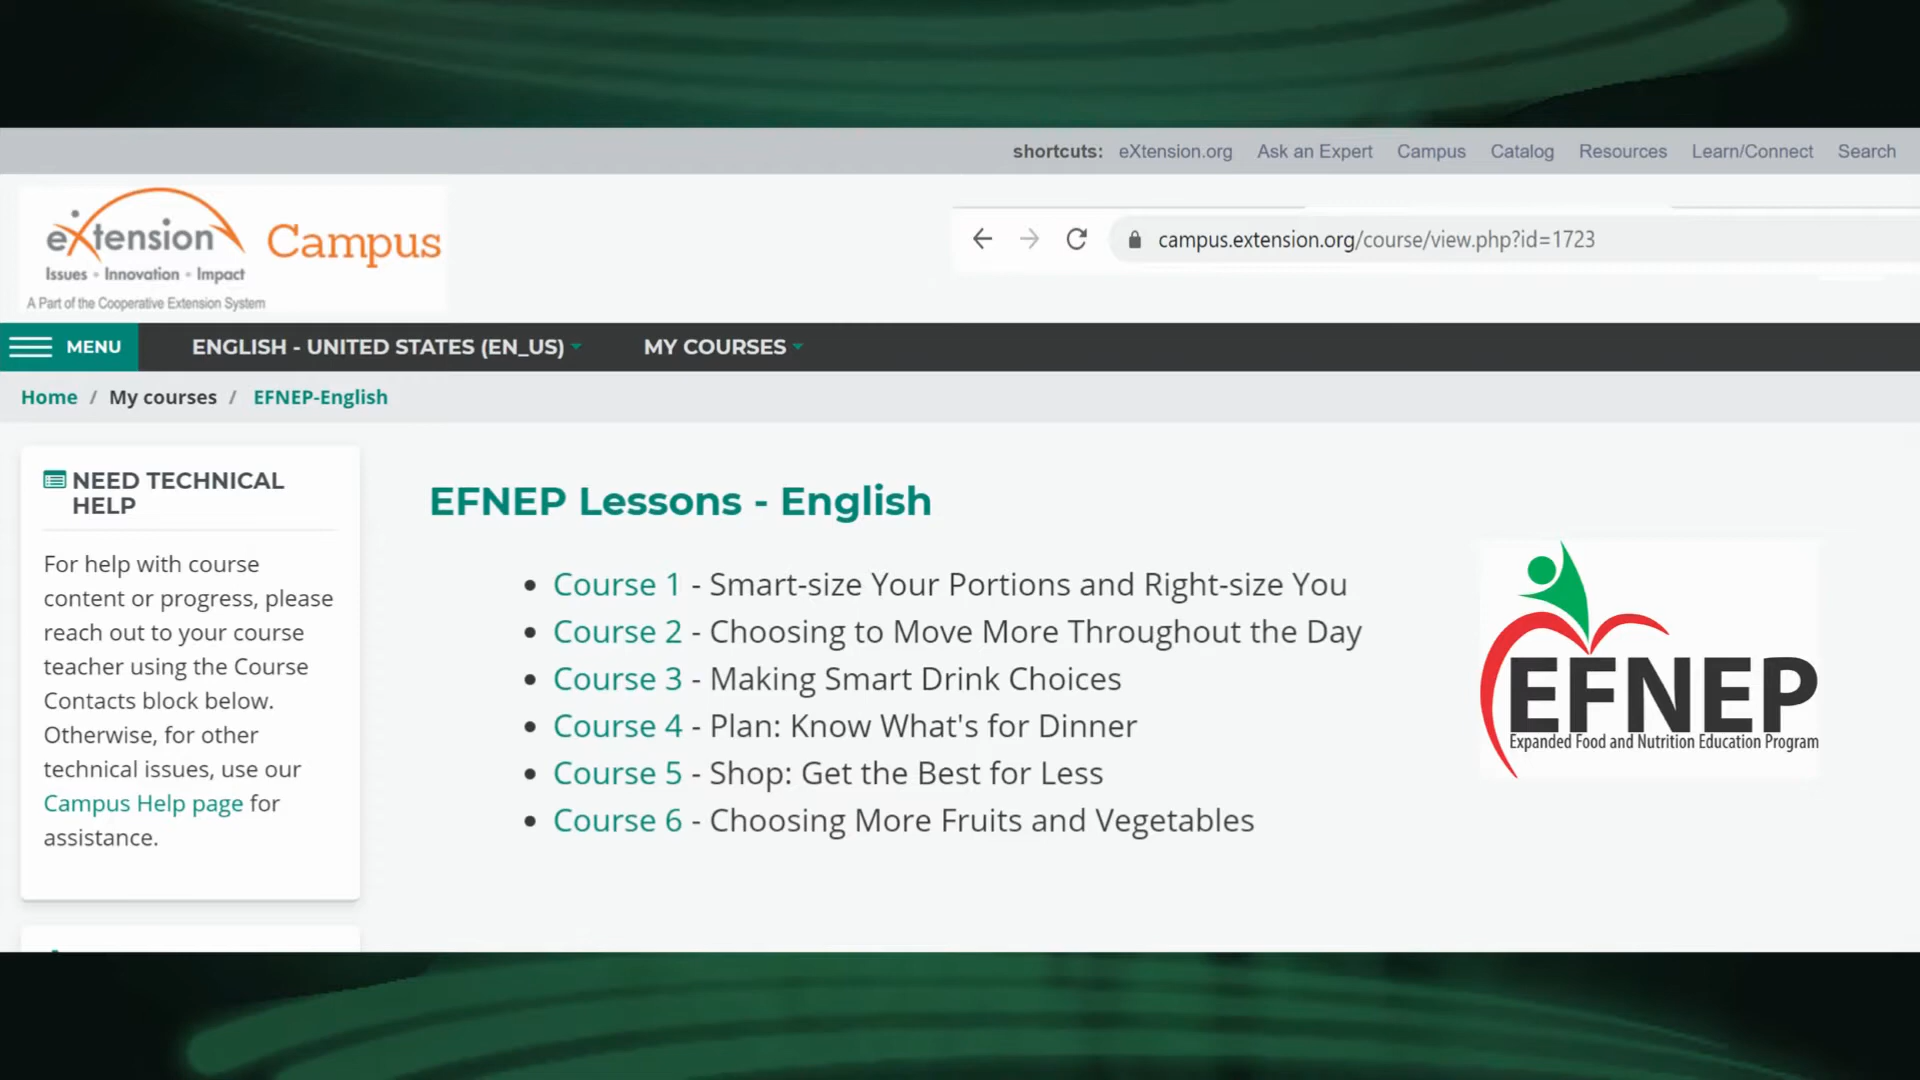 shortcuts: eXtension.org Ask an Expert Campus Catalog Resources Learn/Connect Search
eXtension Campus
Issues • Innovation • Impact
A Part of the Cooperative Extension System
campus.extension.org/course/view.php?id=1723
MENU ENGLISH - UNITED STATES (EN_US) MY COURSES
Home / My courses / EFNEP-English
NEED TECHNICAL
HELP
For help with course
content or progress, please
reach out to your course
teacher using the Course
Contacts block below.
Otherwise, for other
technical issues, use our
Campus Help page for
assistance.
EFNEP Lessons - English
• Course 1 - Smart-size Your Portions and Right-size You
• Course 2 - Choosing to Move More Throughout the Day
• Course 3 - Making Smart Drink Choices
• Course 4 - Plan: Know What's for Dinner
• Course 5 - Shop: Get the Best for Less
• Course 6 - Choosing More Fruits and Vegetables
EFNEP
Expanded Food and Nutrition Education Program